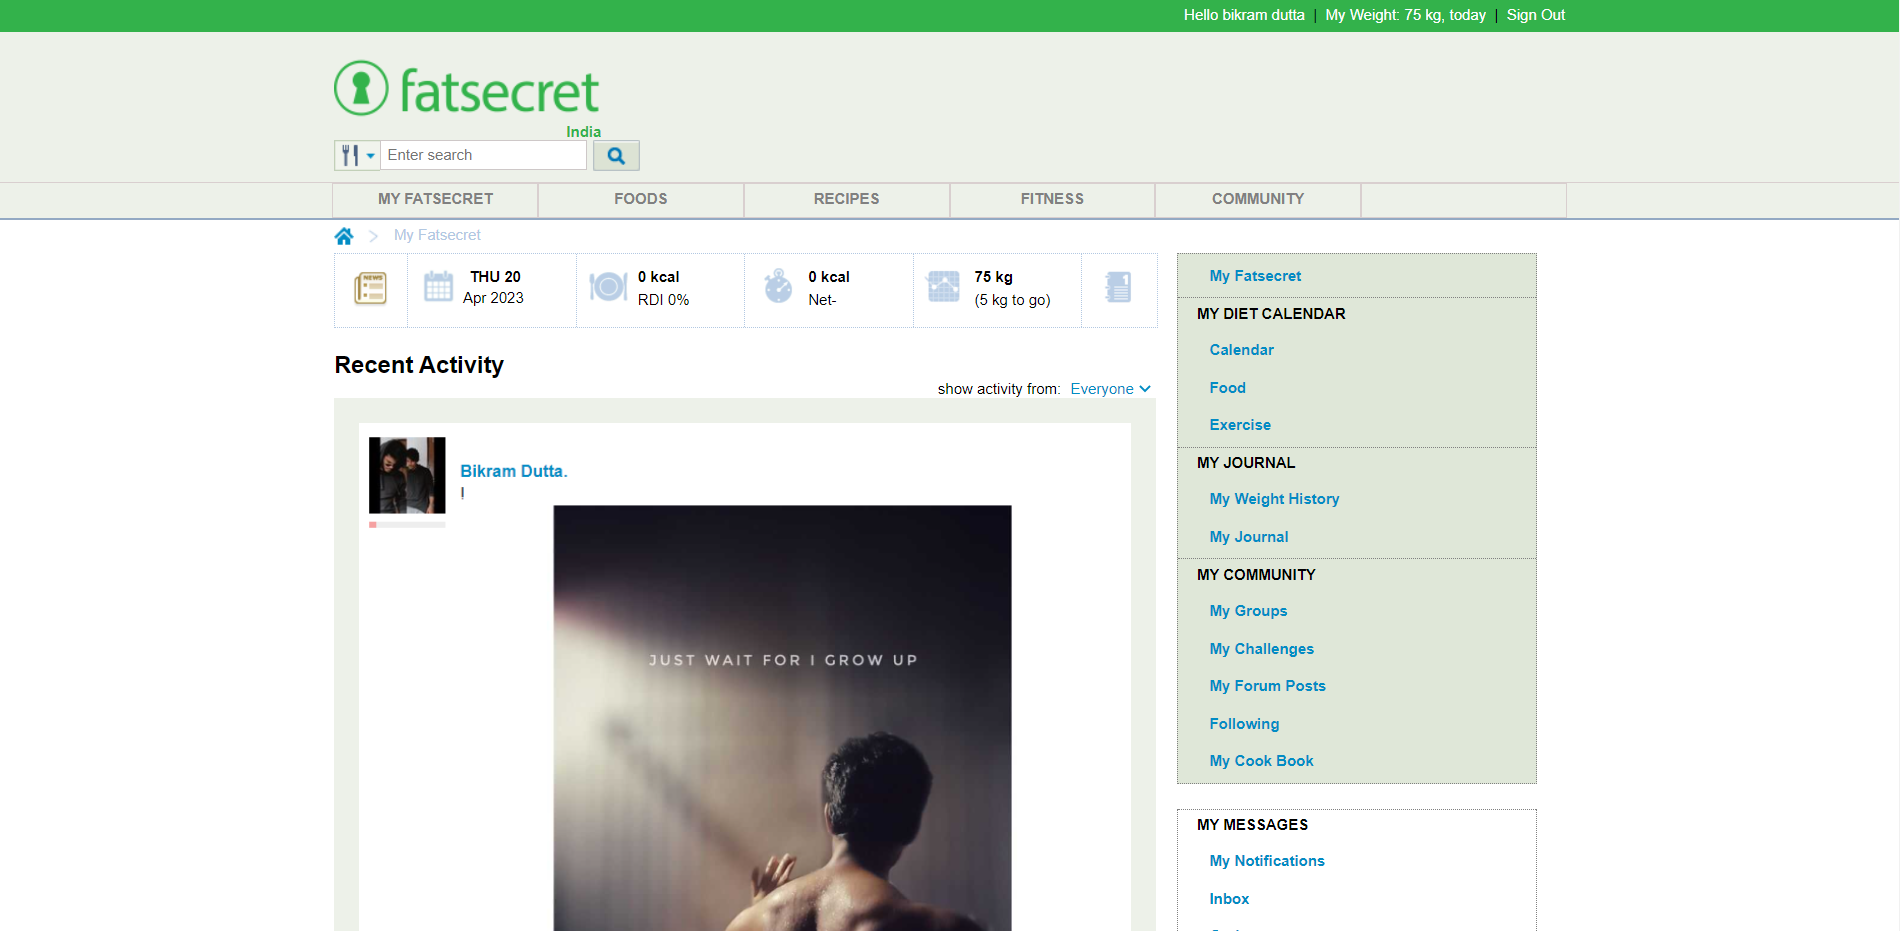 Hello bikram dutta | My Weight: 75 kg, today | Sign Out
fatsecret
India
Enter search
MY FATSECRET FOODS RECIPES FITNESS COMMUNITY
My Fatsecret
NEWS
THU 20
Apr 2023
0 kcal
RDI 0%
0 kcal
Net-
75 kg
(5 kg to go)
Recent Activity
show activity from: Everyone
Bikram Dutta.
I
JUST WAIT FOR I GROW UP
My Fatsecret
MY DIET CALENDAR
Calendar
Food
Exercise
MY JOURNAL
My Weight History
My Journal
MY COMMUNITY
My Groups
My Challenges
My Forum Posts
Following
My Cook Book
MY MESSAGES
My Notifications
Inbox